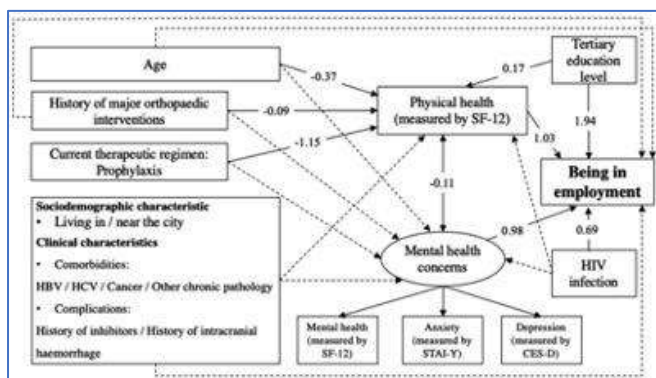 Age
History of major orthopaedic
interventions
Current therapeutic regimen:
Prophylaxis
Sociodemographic characteristic
• Living in / near the city
Clinical characteristics
• Comorbidities:
HBV / HCV / Cancer / Other chronic pathology
• Complications:
History of inhibitors / History of intracranial
haemorrhage
-0.37
-0.09
-1.15
Physical health
(measured by SF-12)
0.17
Tertiary
education
level
1.03
1.94
Being in
employment
-0.11
0.98
0.69
Mental health
concerns
HIV
infection
Mental health
(measured by
SF-12)
Anxiety
(measured by
STAI-Y)
Depression
(measured by
CES-D)